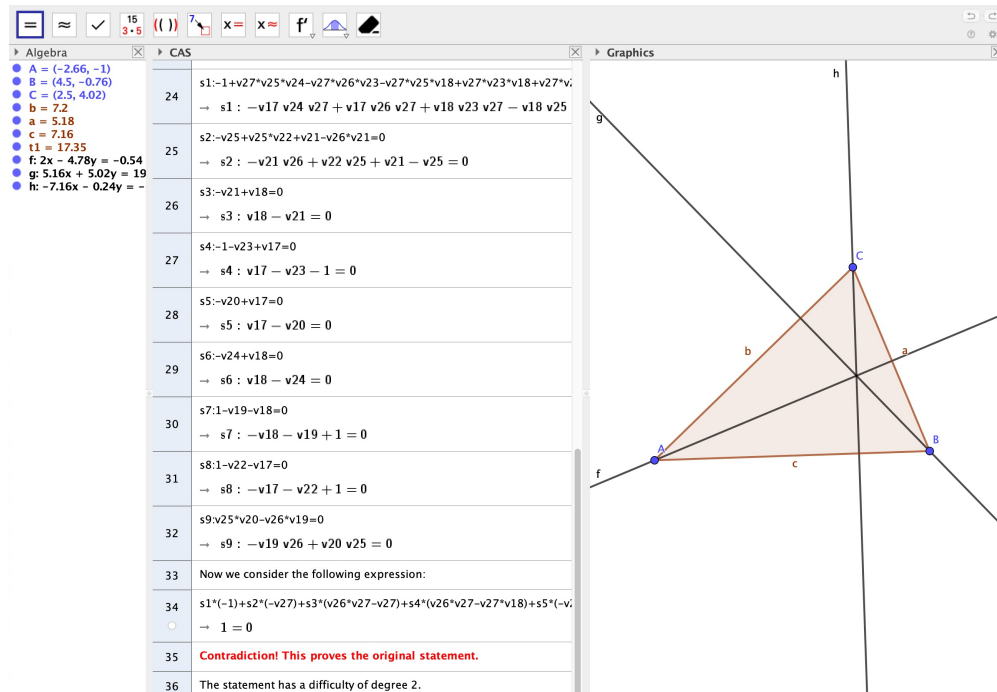 = ≈ ✓ 15 3·5 (( )) 7 x = x ≈ f′
Algebra
A = (-2.66, -1)
B = (4.5, -0.76)
C = (2.5, 4.02)
b = 7.2
a = 5.18
c = 7.16
t1 = 17.35
f: 2x – 4.78y = -0.54
g: 5.16x + 5.02y = 19
h: -7.16x – 0.24y = –
CAS
24
s1:-1+v27*v25*v24-v27*v26*v23-v27*v25*v18+v27*v23*v18+v27*v
→ s1 : −v17 v24 v27 + v17 v26 v27 + v18 v23 v27 − v18 v25
25
s2:-v25+v25*v22+v21-v26*v21=0
→ s2 : −v21 v26 + v22 v25 + v21 − v25 = 0
26
s3:-v21+v18=0
→ s3 : v18 − v21 = 0
27
s4:-1-v23+v17=0
→ s4 : v17 − v23 − 1 = 0
28
s5:-v20+v17=0
→ s5 : v17 − v20 = 0
29
s6:-v24+v18=0
→ s6 : v18 − v24 = 0
30
s7:1-v19-v18=0
→ s7 : −v18 − v19 + 1 = 0
31
s8:1-v22-v17=0
→ s8 : −v17 − v22 + 1 = 0
32
s9:v25*v20-v26*v19=0
→ s9 : −v19 v26 + v20 v25 = 0
33
Now we consider the following expression:
34
s1*(-1)+s2*(-v27)+s3*(v26*v27-v27)+s4*(v26*v27-v27*v18)+s5*(-v
→ 1 = 0
35
Contradiction! This proves the original statement.
36
The statement has a difficulty of degree 2.
Graphics
h
g
C
b
a
A
B
c
f